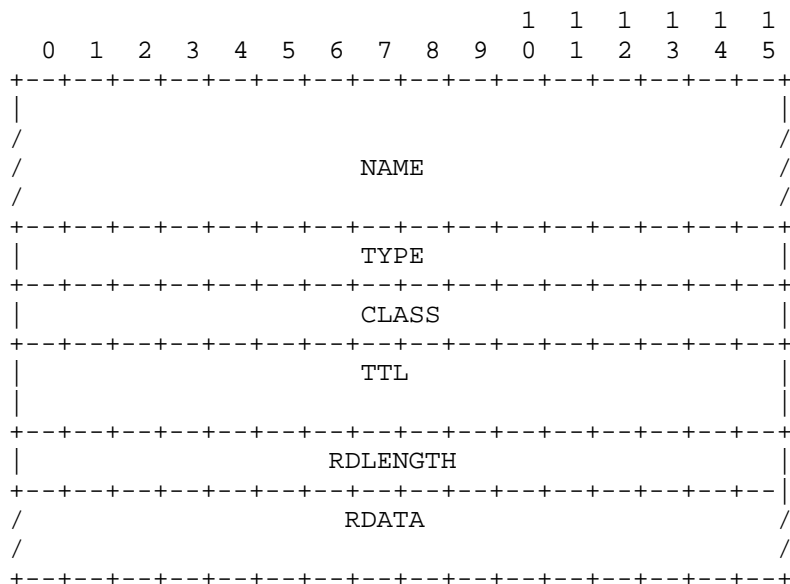 1  1  1  1  1  1
  0  1  2  3  4  5  6  7  8  9  0  1  2  3  4  5
+--+--+--+--+--+--+--+--+--+--+--+--+--+--+--+--+
|                                               |
/                                               /
/                     NAME                      /
/                                               /
+--+--+--+--+--+--+--+--+--+--+--+--+--+--+--+--+
|                     TYPE                      |
+--+--+--+--+--+--+--+--+--+--+--+--+--+--+--+--+
|                     CLASS                     |
+--+--+--+--+--+--+--+--+--+--+--+--+--+--+--+--+
|                     TTL                       |
|                                               |
+--+--+--+--+--+--+--+--+--+--+--+--+--+--+--+--+
|                   RDLENGTH                    |
+--+--+--+--+--+--+--+--+--+--+--+--+--+--+--+--|
/                    RDATA                      /
/                                               /
+--+--+--+--+--+--+--+--+--+--+--+--+--+--+--+--+